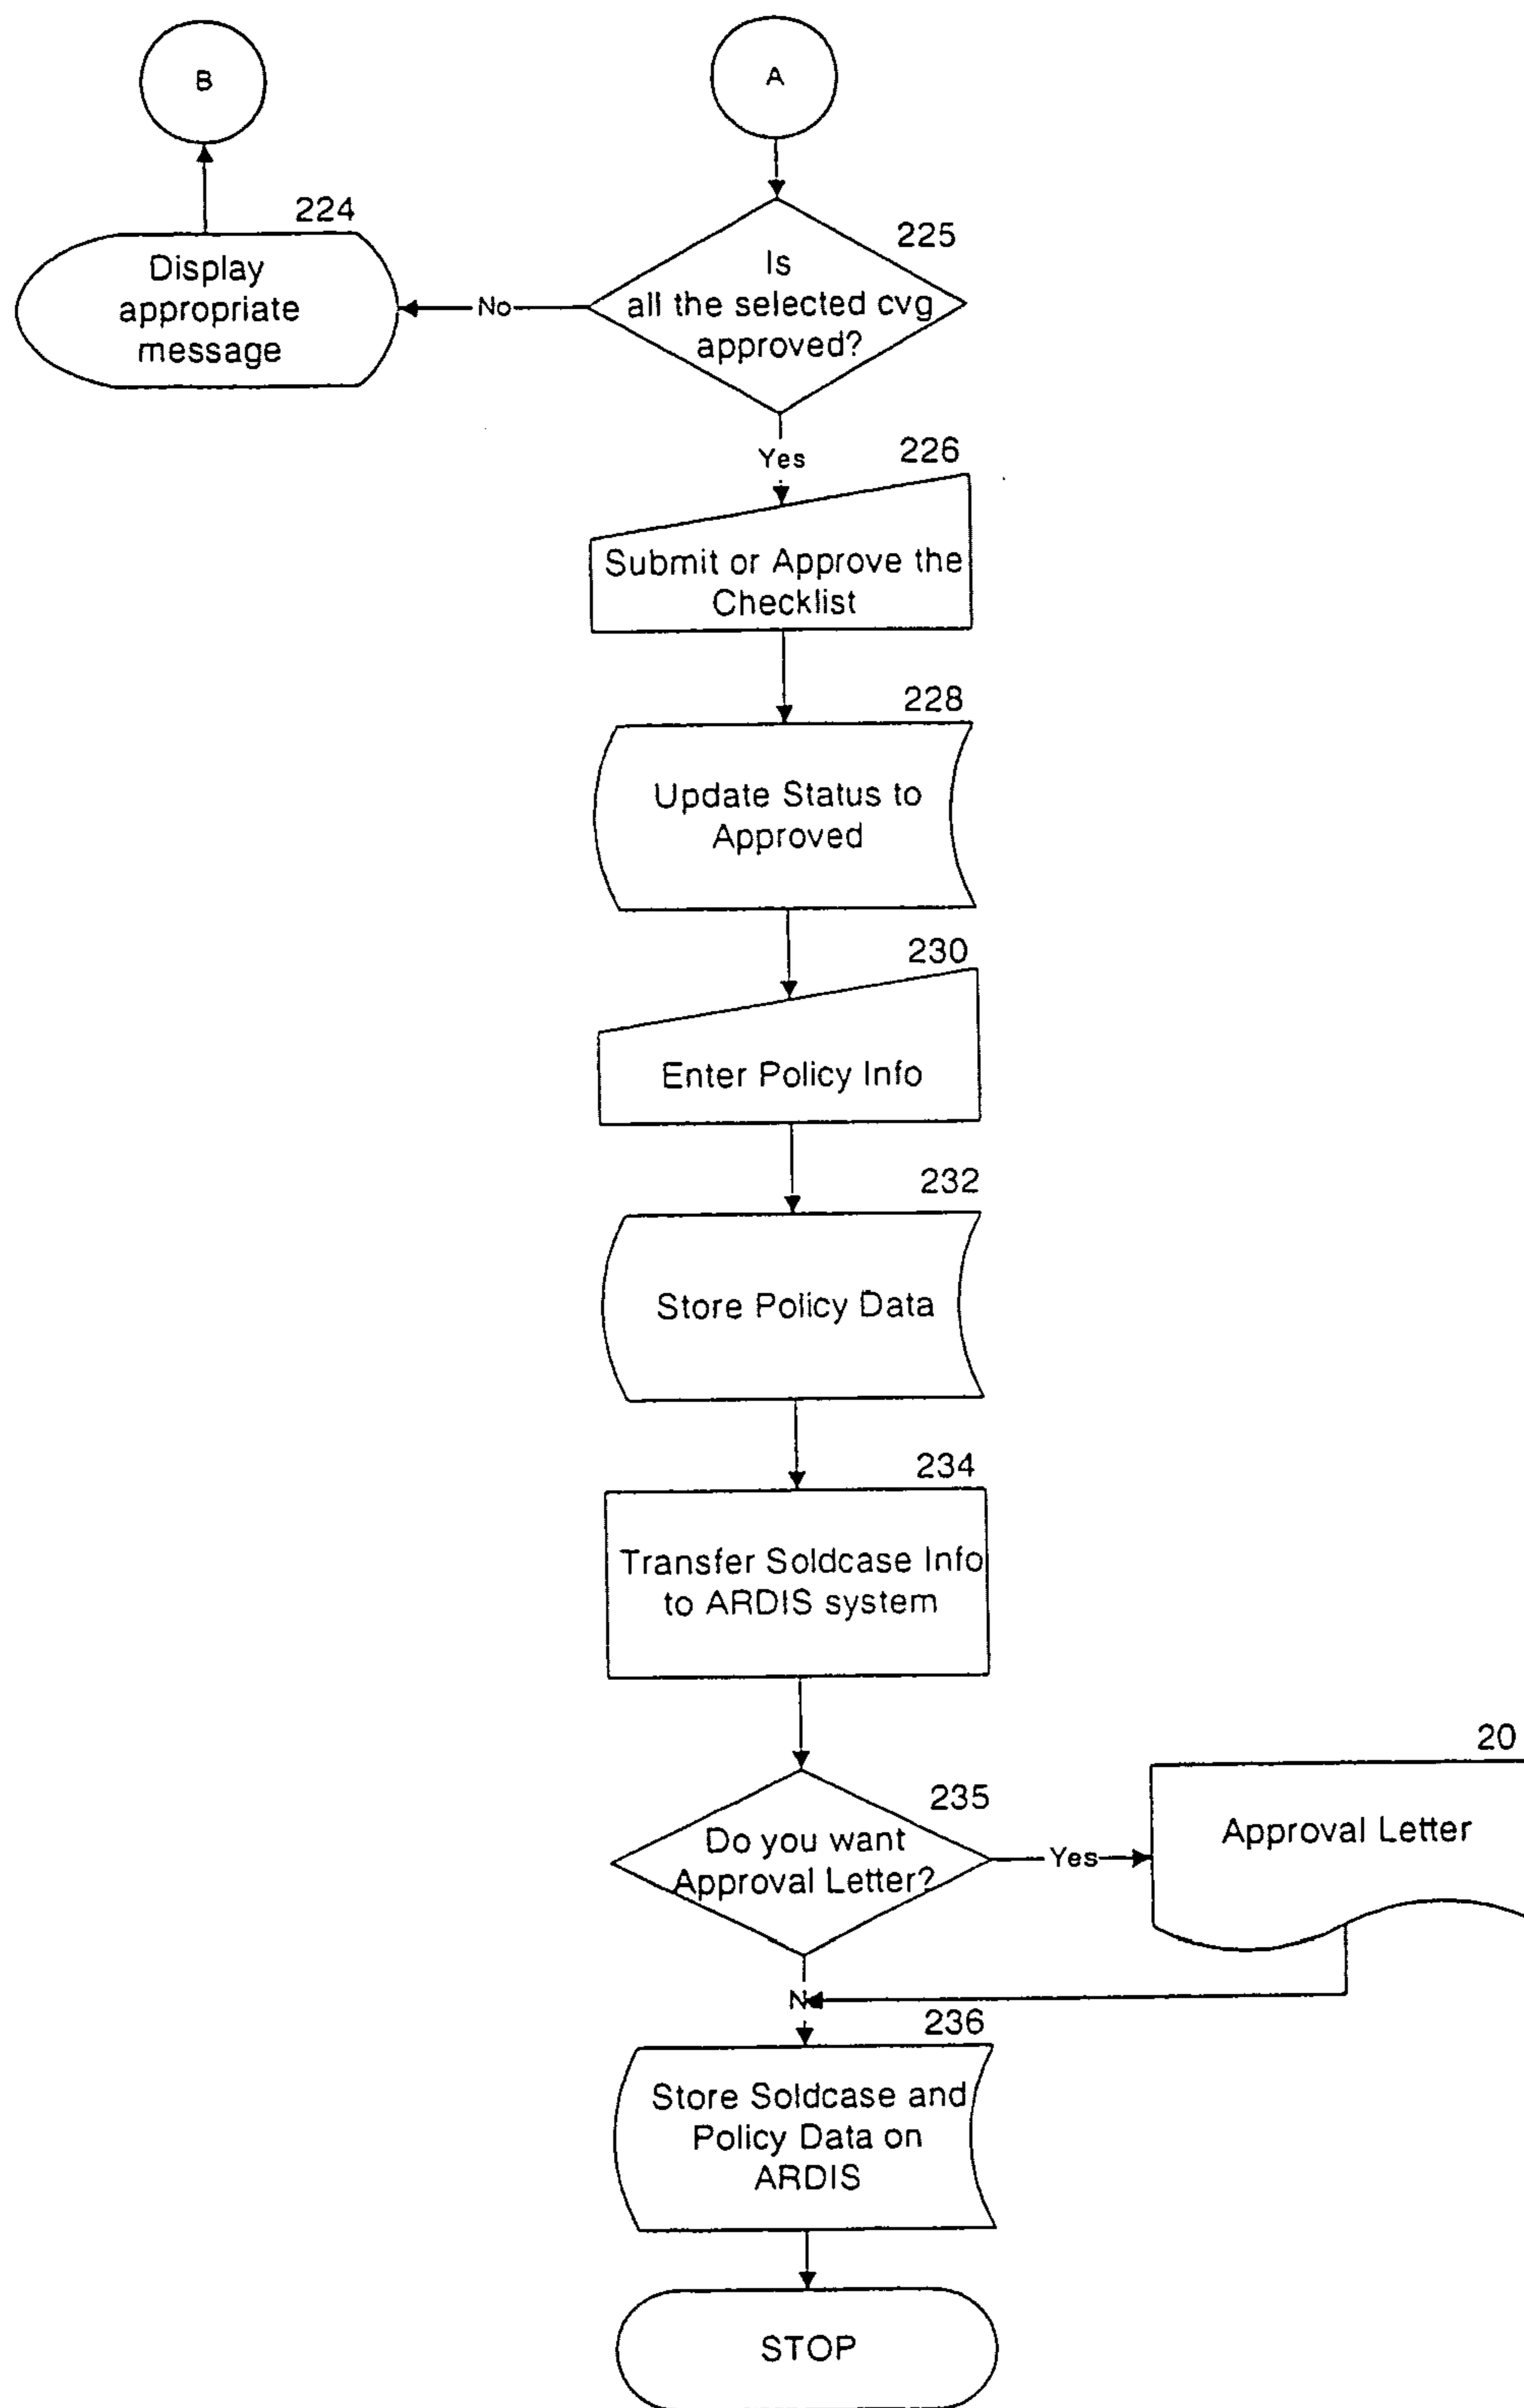 B
A
224
225
Display
appropriate
message
No
Is
all the selected cvg
approved?
Yes
226
Submit or Approve the
Checklist
228
Update Status to
Approved
230
Enter Policy Info
232
Store Policy Data
234
Transfer Soldcase Info
to ARDIS system
235
Do you want
Approval Letter?
Yes
20
Approval Letter
N
236
Store Soldcase and
Policy Data on
ARDIS
STOP